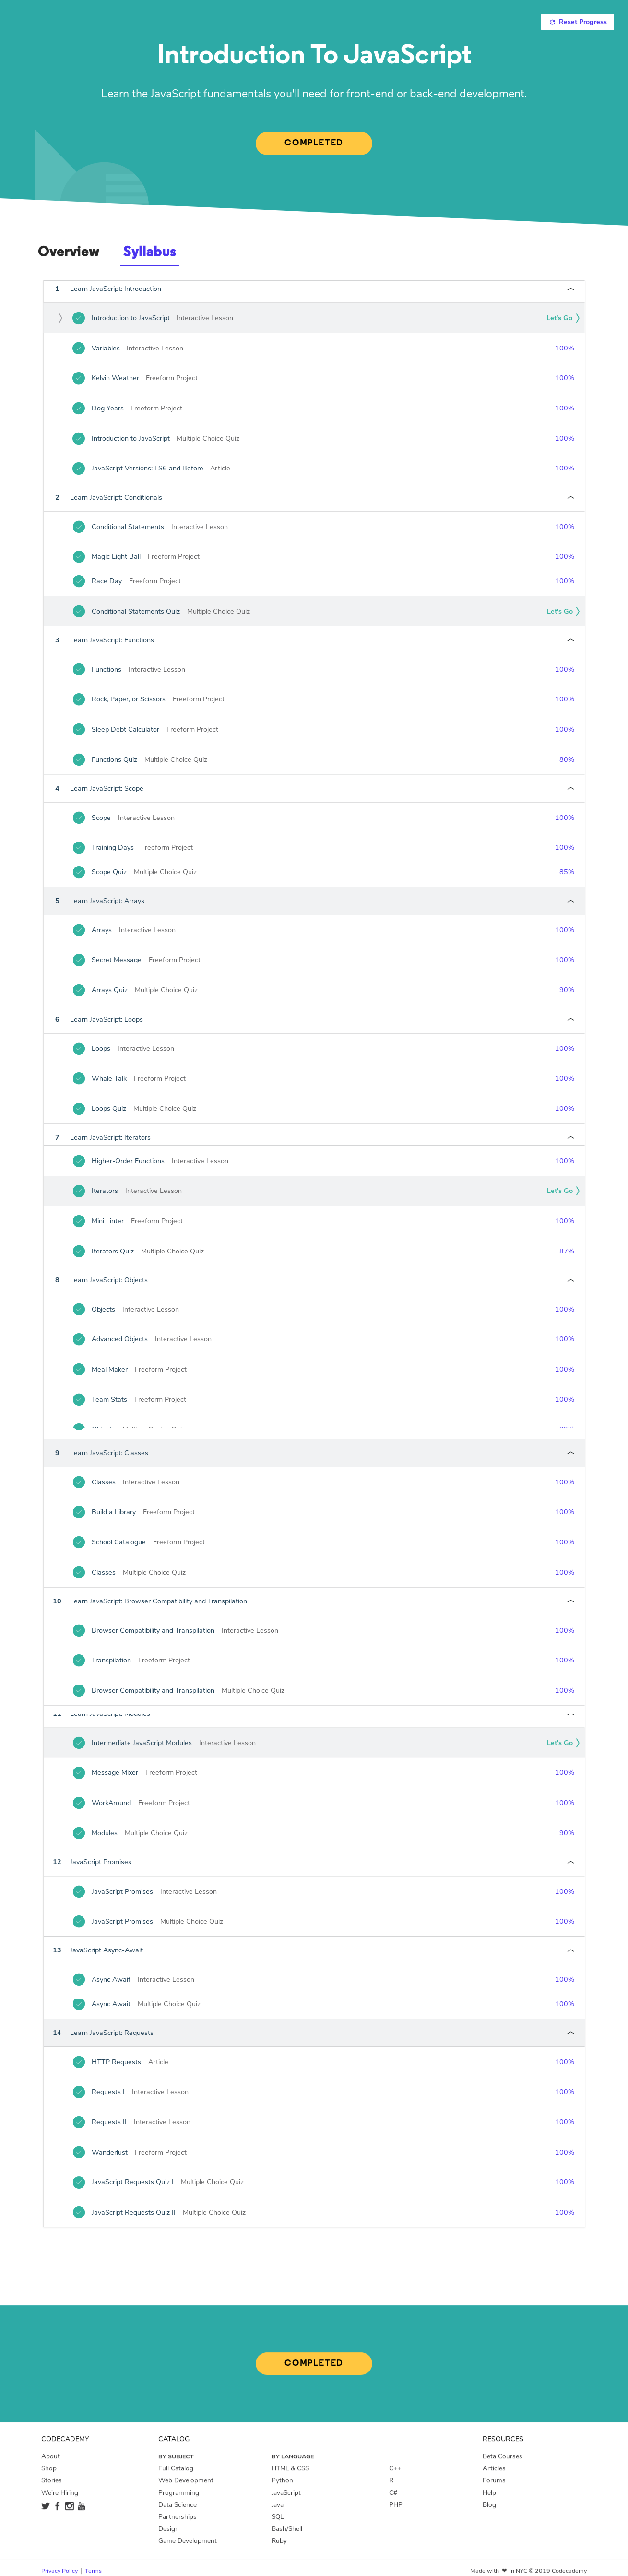 Reset Progress
Introduction To JavaScript
Learn the JavaScript fundamentals you'll need for front-end or back-end development.
COMPLETED
Overview Syllabus
1 Learn JavaScript: Introduction
Introduction to JavaScript Interactive Lesson Let's Go
Variables Interactive Lesson 100%
Kelvin Weather Freeform Project 100%
Dog Years Freeform Project 100%
Introduction to JavaScript Multiple Choice Quiz 100%
JavaScript Versions: ES6 and Before Article 100%
2 Learn JavaScript: Conditionals
Conditional Statements Interactive Lesson 100%
Magic Eight Ball Freeform Project 100%
Race Day Freeform Project 100%
Conditional Statements Quiz Multiple Choice Quiz Let's Go
3 Learn JavaScript: Functions
Functions Interactive Lesson 100%
Rock, Paper, or Scissors Freeform Project 100%
Sleep Debt Calculator Freeform Project 100%
Functions Quiz Multiple Choice Quiz 80%
4 Learn JavaScript: Scope
Scope Interactive Lesson 100%
Training Days Freeform Project 100%
Scope Quiz Multiple Choice Quiz 85%
5 Learn JavaScript: Arrays
Arrays Interactive Lesson 100%
Secret Message Freeform Project 100%
Arrays Quiz Multiple Choice Quiz 90%
6 Learn JavaScript: Loops
Loops Interactive Lesson 100%
Whale Talk Freeform Project 100%
Loops Quiz Multiple Choice Quiz 100%
7 Learn JavaScript: Iterators
Higher-Order Functions Interactive Lesson 100%
Iterators Interactive Lesson Let's Go
Mini Linter Freeform Project 100%
Iterators Quiz Multiple Choice Quiz 87%
8 Learn JavaScript: Objects
Objects Interactive Lesson 100%
Advanced Objects Interactive Lesson 100%
Meal Maker Freeform Project 100%
Team Stats Freeform Project 100%
9 Learn JavaScript: Classes
Classes Interactive Lesson 100%
Build a Library Freeform Project 100%
School Catalogue Freeform Project 100%
Classes Multiple Choice Quiz 100%
10 Learn JavaScript: Browser Compatibility and Transpilation
Browser Compatibility and Transpilation Interactive Lesson 100%
Transpilation Freeform Project 100%
Browser Compatibility and Transpilation Multiple Choice Quiz 100%
11 Learn JavaScript: Modules
Intermediate JavaScript Modules Interactive Lesson Let's Go
Message Mixer Freeform Project 100%
WorkAround Freeform Project 100%
Modules Multiple Choice Quiz 90%
12 JavaScript Promises
JavaScript Promises Interactive Lesson 100%
JavaScript Promises Multiple Choice Quiz 100%
13 JavaScript Async-Await
Async Await Interactive Lesson 100%
Async Await Multiple Choice Quiz 100%
14 Learn JavaScript: Requests
HTTP Requests Article 100%
Requests I Interactive Lesson 100%
Requests II Interactive Lesson 100%
Wanderlust Freeform Project 100%
JavaScript Requests Quiz I Multiple Choice Quiz 100%
JavaScript Requests Quiz II Multiple Choice Quiz 100%
COMPLETED
CODECADEMY
About
Shop
Stories
We're Hiring
CATALOG
BY SUBJECT
Full Catalog
Web Development
Programming
Data Science
Partnerships
Design
Game Development
BY LANGUAGE
HTML & CSS
Python
JavaScript
Java
SQL
Bash/Shell
Ruby
C++
R
C#
PHP
RESOURCES
Beta Courses
Articles
Forums
Help
Blog
Privacy Policy | Terms
Made with ❤ in NYC © 2019 Codecademy